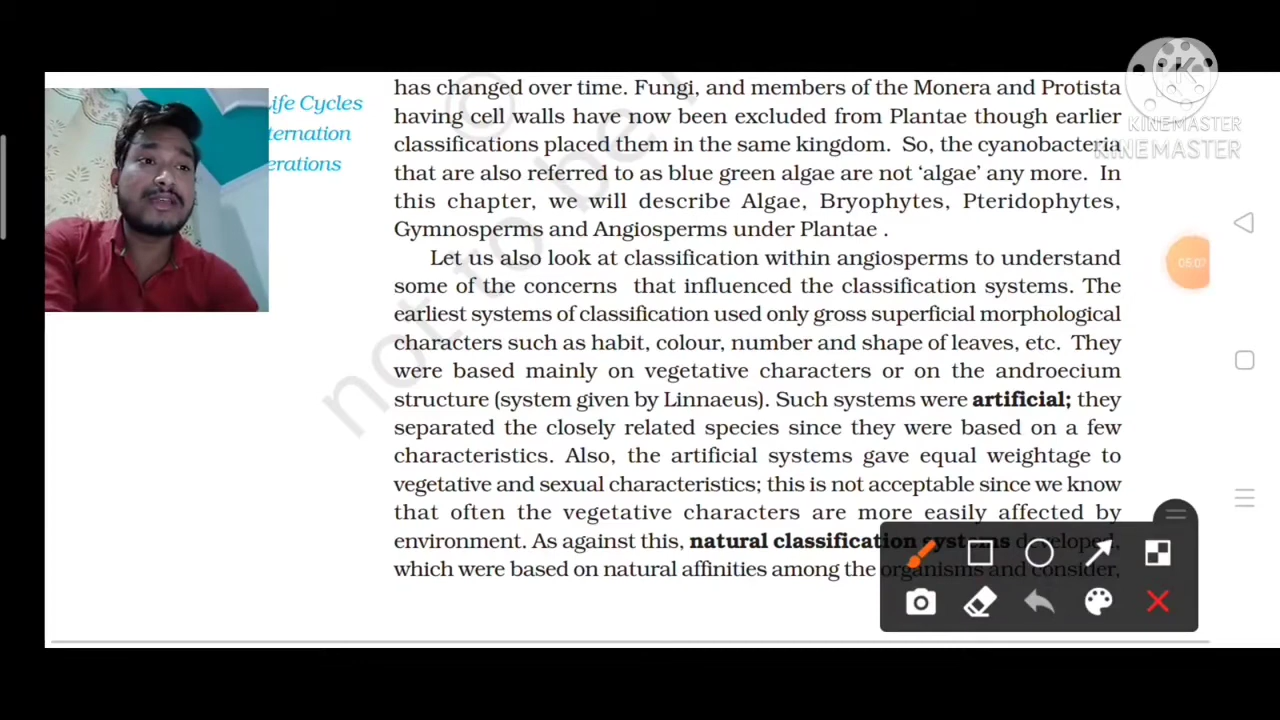 KINEMASTER
KINEMASTER
ife Cycles
ternation
erations
has changed over time. Fungi, and members of the Monera and Protista
having cell walls have now been excluded from Plantae though earlier
classifications placed them in the same kingdom. So, the cyanobacteria
that are also referred to as blue green algae are not ‘algae’ any more. In
this chapter, we will describe Algae, Bryophytes, Pteridophytes,
Gymnosperms and Angiosperms under Plantae .
Let us also look at classification within angiosperms to understand
some of the concerns that influenced the classification systems. The
earliest systems of classification used only gross superficial morphological
characters such as habit, colour, number and shape of leaves, etc. They
were based mainly on vegetative characters or on the androecium
structure (system given by Linnaeus). Such systems were artificial; they
separated the closely related species since they were based on a few
characteristics. Also, the artificial systems gave equal weightage to
vegetative and sexual characteristics; this is not acceptable since we know
that often the vegetative characters are more easily affected by
environment. As against this, natural classification systems developed,
which were based on natural affinities among the organisms and consider,
not to be
©
K